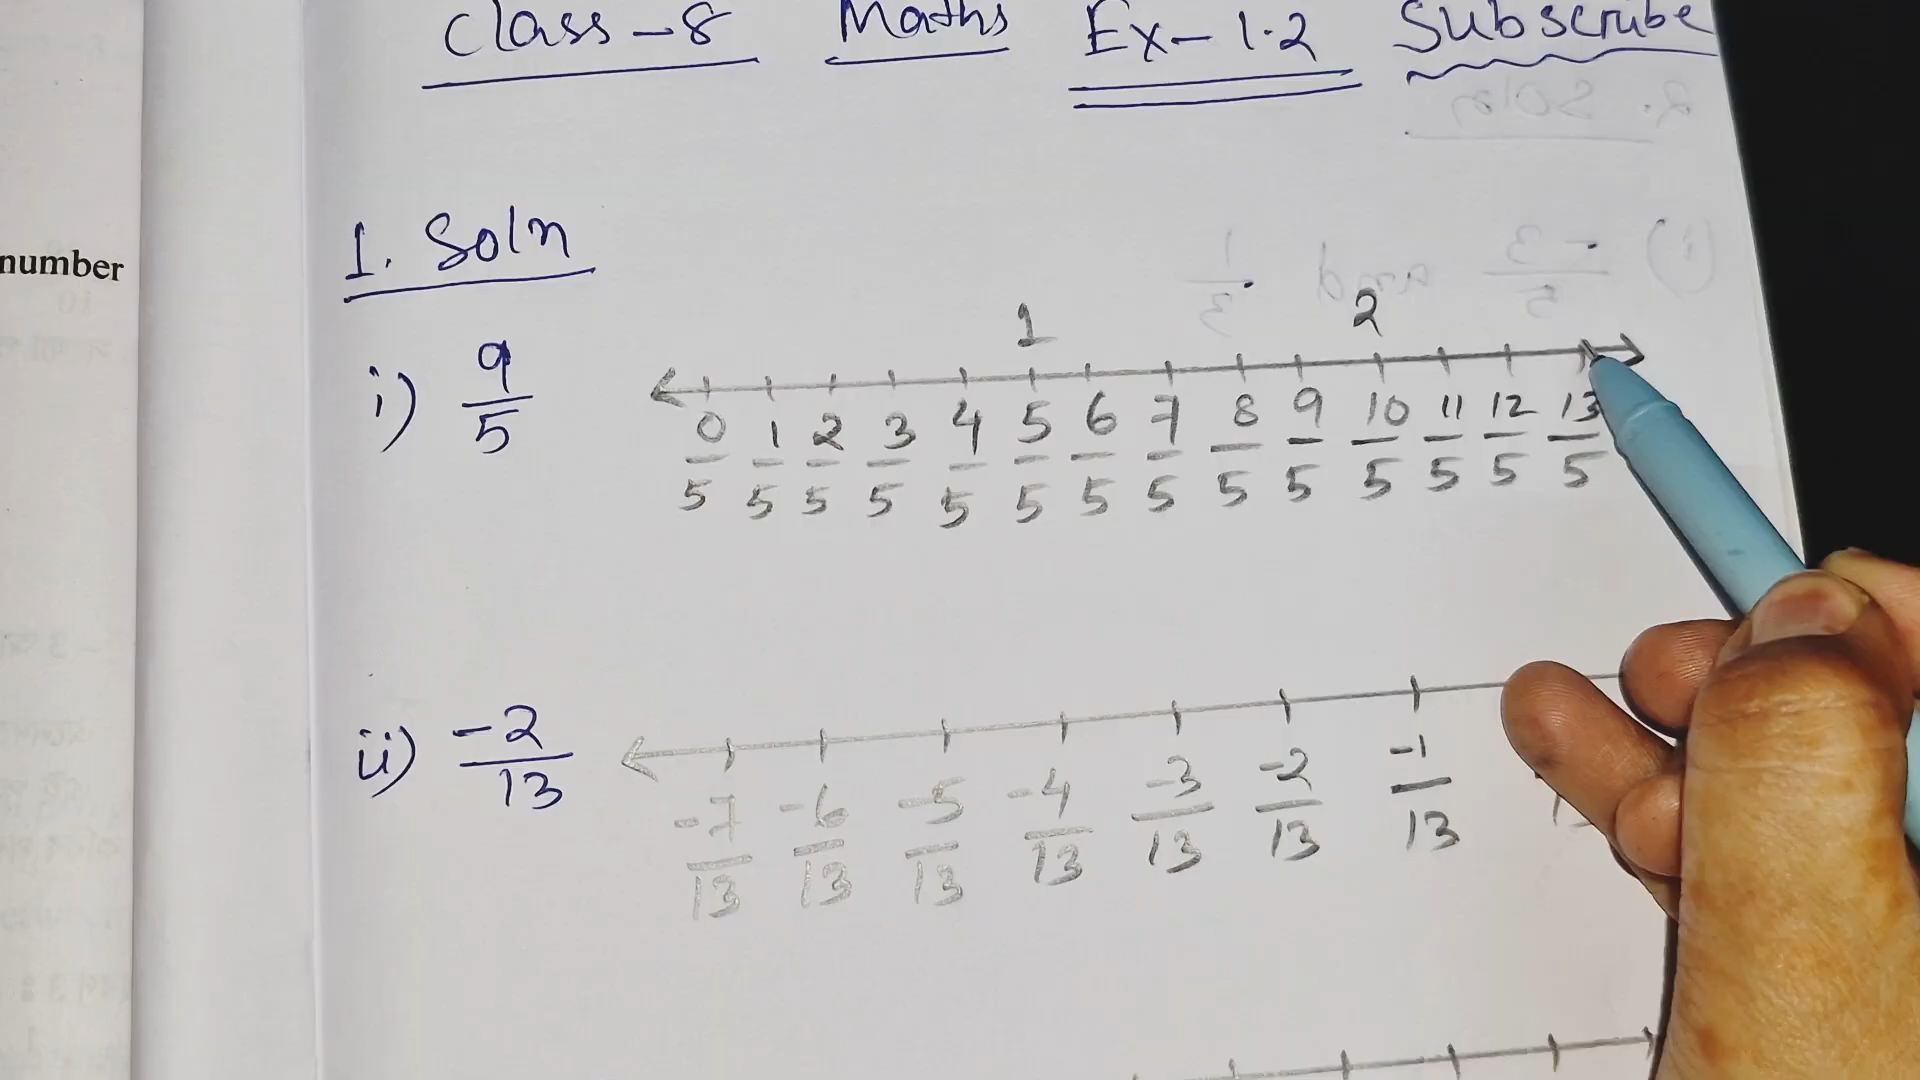 Class-8 Maths Ex-1.2 Subscribe
number
1. Soln
1 2
i) 9/5 0/5 1/5 2/5 3/5 4/5 5/5 6/5 7/5 8/5 9/5 10/5 11/5 12/5 13/5
ii) -2/13 -7/13 -6/13 -5/13 -4/13 -3/13 -2/13 -1/13